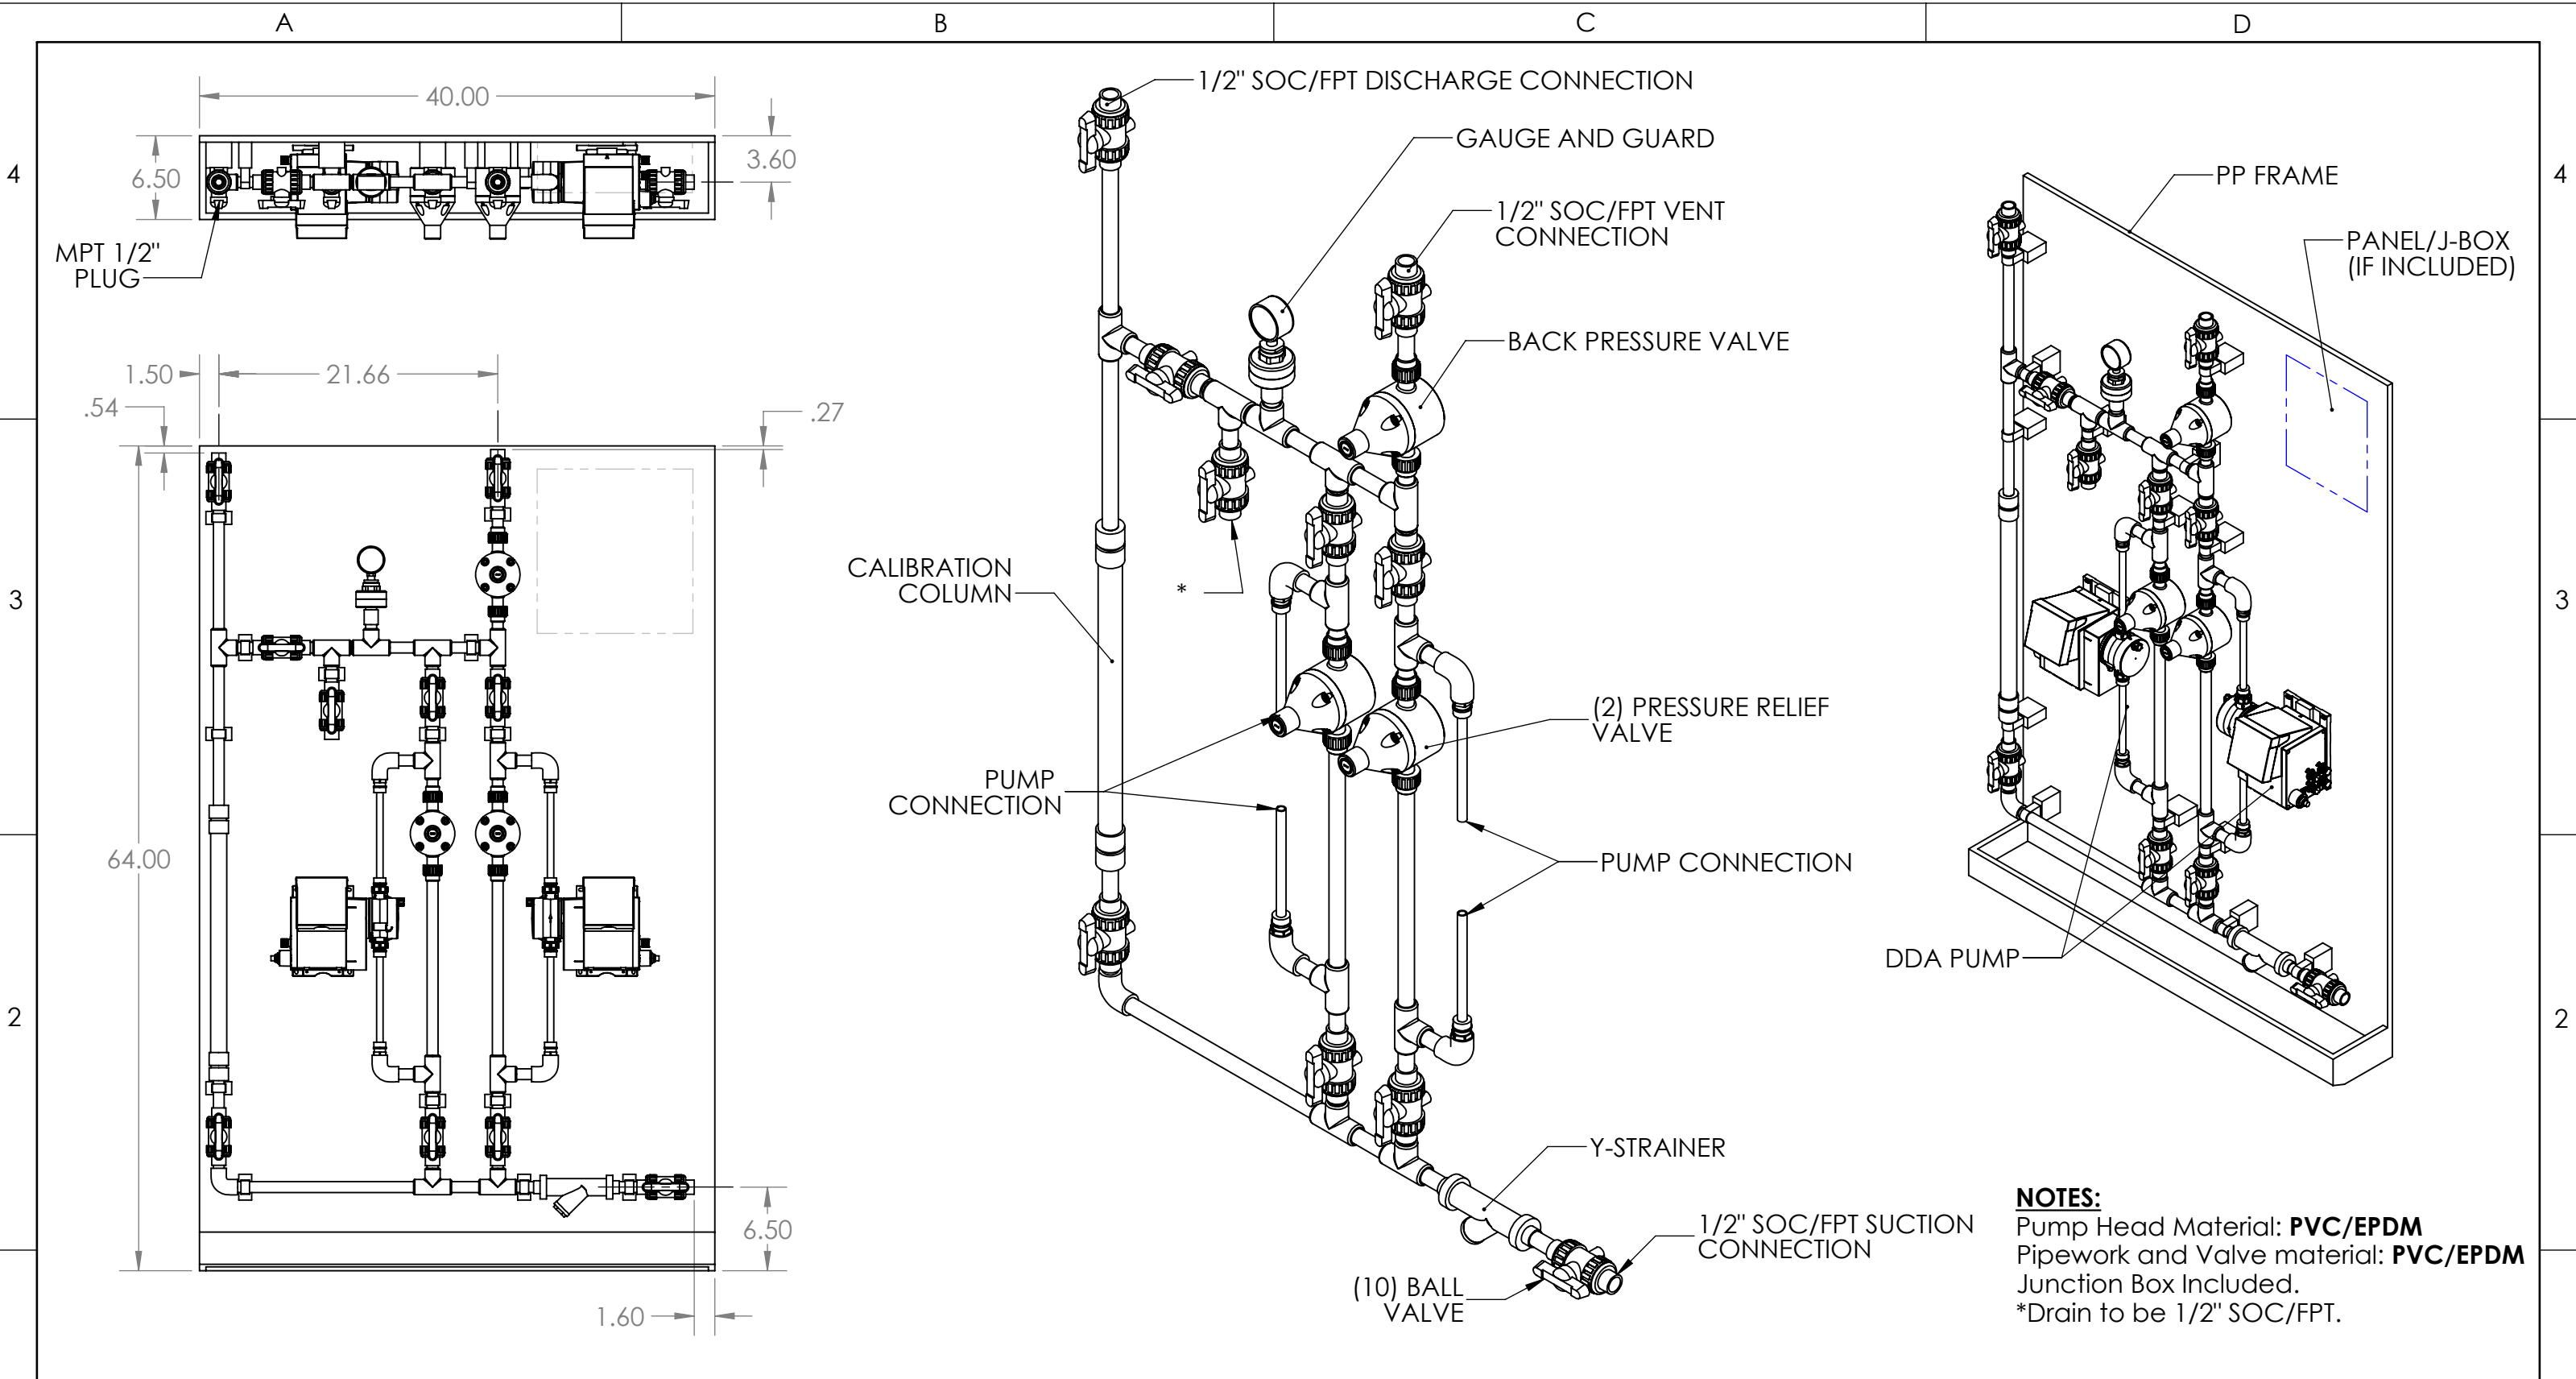 A
B
C
D
4
4
3
3
2
2
40.00
6.50
3.60
MPT 1/2"
PLUG
1.50
21.66
.54
.27
64.00
6.50
1.60
1/2" SOC/FPT DISCHARGE CONNECTION
GAUGE AND GUARD
1/2" SOC/FPT VENT
CONNECTION
BACK PRESSURE VALVE
CALIBRATION
COLUMN
*
(2) PRESSURE RELIEF
VALVE
PUMP
CONNECTION
PUMP CONNECTION
Y-STRAINER
1/2" SOC/FPT SUCTION
CONNECTION
(10) BALL
VALVE
PP FRAME
PANEL/J-BOX
(IF INCLUDED)
DDA PUMP
NOTES:
Pump Head Material: PVC/EPDM
Pipework and Valve material: PVC/EPDM
Junction Box Included.
*Drain to be 1/2" SOC/FPT.